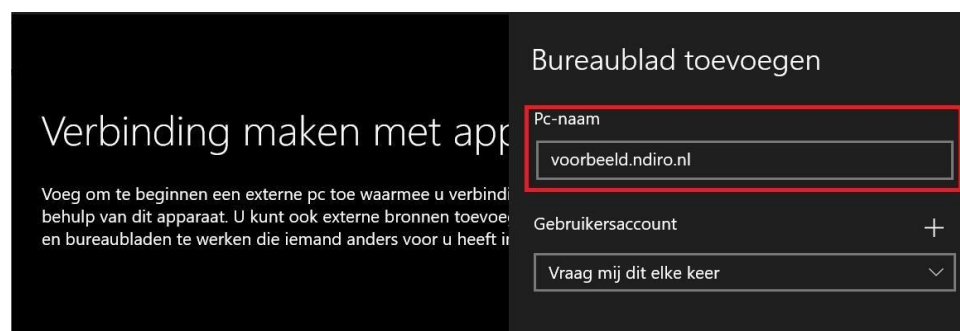 Bureaublad toevoegen
Verbinding maken met app
Voeg om te beginnen een externe pc toe waarmee u verbindi
behulp van dit apparaat. U kunt ook externe bronnen toevoe
en bureaubladen te werken die iemand anders voor u heeft i
Pc-naam
voorbeeld.ndiro.nl
Gebruikersaccount
Vraag mij dit elke keer